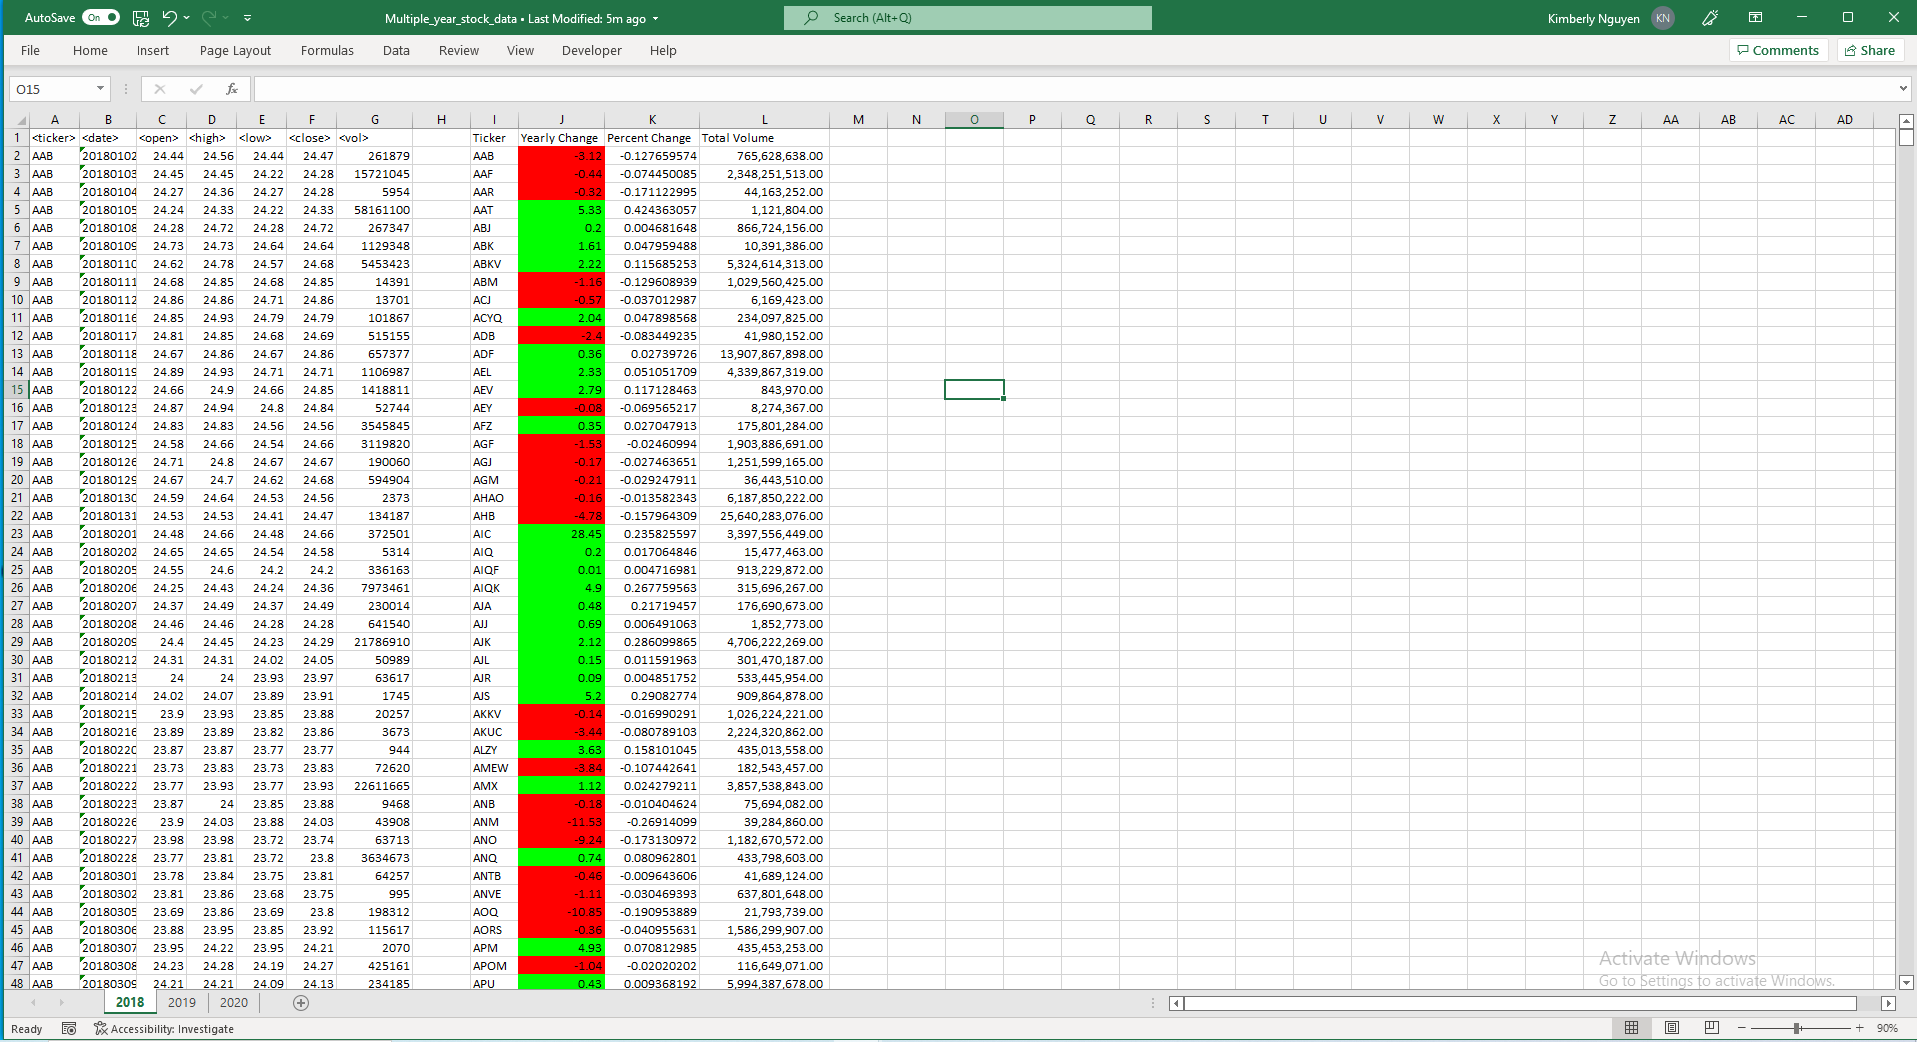 AutoSave On Multiple_year_stock_data • Last Modified: 5m ago Search (Alt+Q) Kimberly Nguyen KN
File Home Insert Page Layout Formulas Data Review View Developer Help Comments Share
O15 fx
A B C D E F G H I J K L M N O P Q R S T U V W X Y Z AA AB AC AD
1 <ticker> <date> <open> <high> <low> <close> <vol> Ticker Yearly Change Percent Change Total Volume
2 AAB 20180102 24.44 24.56 24.44 24.47 261879 AAB -3.12 -0.127659574 765,628,638.00
3 AAB 20180103 24.45 24.45 24.22 24.28 15721045 AAF -0.44 -0.074450085 2,348,251,513.00
4 AAB 20180104 24.27 24.36 24.27 24.28 5954 AAR -0.32 -0.171122995 44,163,252.00
5 AAB 20180105 24.24 24.33 24.22 24.33 58161100 AAT 5.33 0.424363057 1,121,804.00
6 AAB 20180108 24.28 24.72 24.28 24.72 267347 ABJ 0.2 0.004681648 866,724,156.00
7 AAB 20180109 24.73 24.73 24.64 24.64 1129348 ABK 1.61 0.047959488 10,391,386.00
8 AAB 20180110 24.62 24.78 24.57 24.68 5453423 ABKV 2.22 0.115685253 5,324,614,313.00
9 AAB 20180111 24.68 24.85 24.68 24.85 14391 ABM -1.16 -0.129608939 1,029,560,425.00
10 AAB 20180112 24.86 24.86 24.71 24.86 13701 ACJ -0.57 -0.037012987 6,169,423.00
11 AAB 20180116 24.85 24.93 24.79 24.79 101867 ACYQ 2.04 0.047898568 234,097,825.00
12 AAB 20180117 24.81 24.85 24.68 24.69 515155 ADB -2.4 -0.083449235 41,980,152.00
13 AAB 20180118 24.67 24.86 24.67 24.86 657377 ADF 0.36 0.02739726 13,907,867,898.00
14 AAB 20180119 24.89 24.93 24.71 24.71 1106987 AEL 2.33 0.051051709 4,339,867,319.00
15 AAB 20180122 24.66 24.9 24.66 24.85 1418811 AEV 2.79 0.117128463 843,970.00
16 AAB 20180123 24.87 24.94 24.8 24.84 52744 AEY -0.08 -0.069565217 8,274,367.00
17 AAB 20180124 24.83 24.83 24.56 24.56 3545845 AFZ 0.35 0.027047913 175,801,284.00
18 AAB 20180125 24.58 24.66 24.54 24.66 3119820 AGF -1.53 -0.02460994 1,903,886,691.00
19 AAB 20180126 24.71 24.8 24.67 24.67 190060 AGJ -0.17 -0.027463651 1,251,599,165.00
20 AAB 20180129 24.67 24.7 24.62 24.68 594904 AGM -0.21 -0.029247911 36,443,510.00
21 AAB 20180130 24.59 24.64 24.53 24.56 2373 AHAO -0.16 -0.013582343 6,187,850,222.00
22 AAB 20180131 24.53 24.53 24.41 24.47 134187 AHB -4.78 -0.157964309 25,640,283,076.00
23 AAB 20180201 24.48 24.66 24.48 24.66 372501 AIC 28.45 0.235825597 3,397,556,449.00
24 AAB 20180202 24.65 24.65 24.54 24.58 5314 AIQ 0.2 0.017064846 15,477,463.00
25 AAB 20180205 24.55 24.6 24.2 24.2 336163 AIQF 0.01 0.004716981 913,229,872.00
26 AAB 20180206 24.25 24.43 24.24 24.36 7973461 AIQK 4.9 0.267759563 315,696,267.00
27 AAB 20180207 24.37 24.49 24.37 24.49 230014 AJA 0.48 0.21719457 176,690,673.00
28 AAB 20180208 24.46 24.46 24.28 24.28 641540 AJJ 0.69 0.006491063 1,852,773.00
29 AAB 20180209 24.4 24.45 24.23 24.29 21786910 AJK 2.12 0.286099865 4,706,222,269.00
30 AAB 20180212 24.31 24.31 24.02 24.05 50989 AJL 0.15 0.011591963 301,470,187.00
31 AAB 20180213 24 24 23.93 23.97 63617 AJR 0.09 0.004851752 533,445,954.00
32 AAB 20180214 24.02 24.07 23.89 23.91 1745 AJS 5.2 0.29082774 909,864,878.00
33 AAB 20180215 23.9 23.93 23.85 23.88 20257 AKKV -0.14 -0.016990291 1,026,224,221.00
34 AAB 20180216 23.89 23.89 23.82 23.86 3673 AKUC -3.44 -0.080789103 2,224,320,862.00
35 AAB 20180220 23.87 23.87 23.77 23.77 944 ALZY 3.63 0.158101045 435,013,558.00
36 AAB 20180221 23.73 23.83 23.73 23.83 72620 AMEW -3.84 -0.107442641 182,543,457.00
37 AAB 20180222 23.77 23.93 23.77 23.93 22611665 AMX 1.12 0.024279211 3,857,538,843.00
38 AAB 20180223 23.87 24 23.85 23.88 9468 ANB -0.18 -0.010404624 75,694,082.00
39 AAB 20180226 23.9 24.03 23.88 24.03 43908 ANM -11.53 -0.26914099 39,284,860.00
40 AAB 20180227 23.98 23.98 23.72 23.74 63713 ANO -9.24 -0.173130972 1,182,670,572.00
41 AAB 20180228 23.77 23.81 23.72 23.8 3634673 ANQ 0.74 0.080962801 433,798,603.00
42 AAB 20180301 23.78 23.84 23.75 23.81 64257 ANTB -0.46 -0.009643606 41,689,124.00
43 AAB 20180302 23.81 23.86 23.68 23.75 995 ANVE -1.11 -0.030469393 637,801,648.00
44 AAB 20180305 23.69 23.86 23.69 23.8 198312 AOQ -10.85 -0.190953889 21,793,739.00
45 AAB 20180306 23.88 23.95 23.85 23.92 115617 AORS -0.36 -0.040955631 1,586,299,907.00
46 AAB 20180307 23.95 24.22 23.95 24.21 2070 APM 4.93 0.070812985 435,453,253.00
47 AAB 20180308 24.23 24.28 24.19 24.27 425161 APOM -1.04 -0.02020202 116,649,071.00
48 AAB 20180309 24.21 24.21 24.09 24.13 234185 APU 0.43 0.009368192 5,994,387,678.00
Activate Windows
Go to Settings to activate Windows.
2018 2019 2020
Ready Accessibility: Investigate 90%